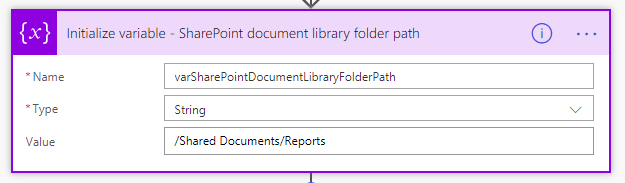 {x} Initialize variable - SharePoint document library folder path
* Name varSharePointDocumentLibraryFolderPath
* Type String
Value /Shared Documents/Reports